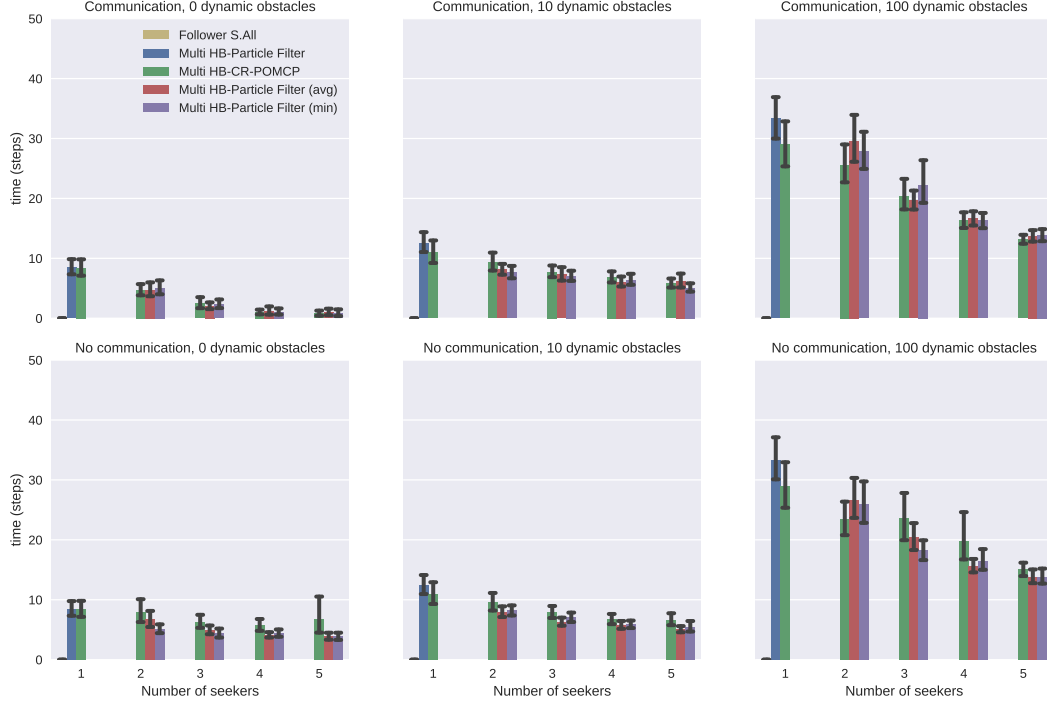 Communication, 0 dynamic obstacles
Communication, 10 dynamic obstacles
Communication, 100 dynamic obstacles
50
40
30
20
10
0
time (steps)
Follower S.All
Multi HB-Particle Filter
Multi HB-CR-POMCP
Multi HB-Particle Filter (avg)
Multi HB-Particle Filter (min)
No communication, 0 dynamic obstacles
No communication, 10 dynamic obstacles
No communication, 100 dynamic obstacles
50
40
30
20
10
0
time (steps)
1 2 3 4 5
1 2 3 4 5
1 2 3 4 5
Number of seekers
Number of seekers
Number of seekers